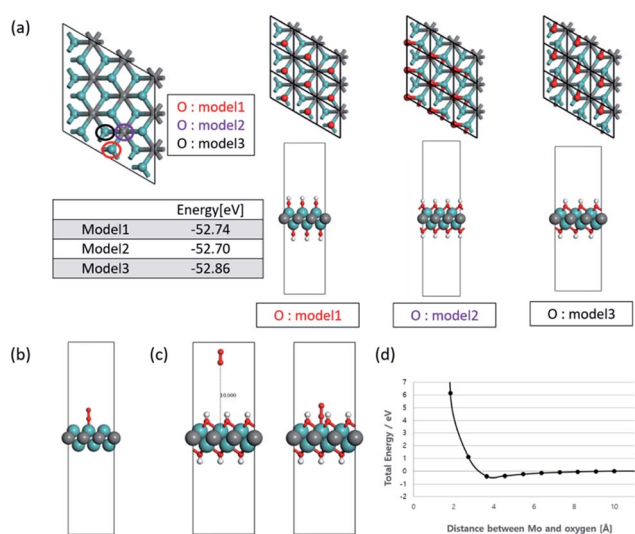 (a)
O : model1
O : model2
O : model3
Energy[eV]
Model1 -52.74
Model2 -52.70
Model3 -52.86
O : model1
O : model2
O : model3
(b)
(c)
10.000
(d)
Total Energy / eV
7
6
5
4
3
2
1
0
-1
-2
0 2 4 6 8 10
Distance between Mo and oxygen [Å]